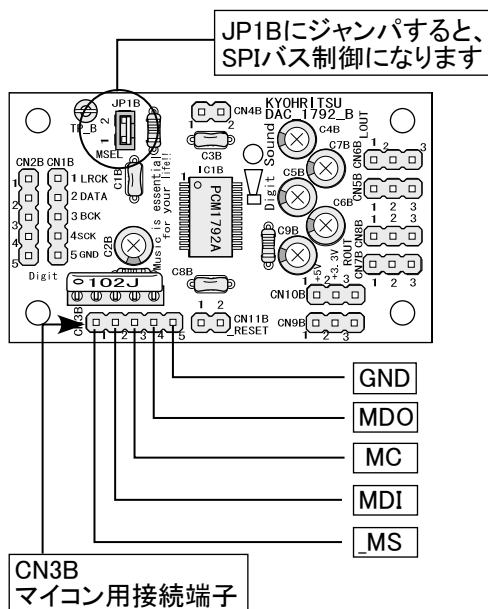 JP1Bにジャンパすると、
SPIバス制御になります
JP1B
TP_B
2
1
MSEL
CN4B
1 2
C3B
KYOHRITSU
DAC_1792_B
C4B
LOUT
CN6B
1 2 3
C7B
CN5B
Digit Sound
C5B
C6B
CN2B CN1B
1 1 LRCK
2 2 DATA
3 3 BCK
4 4 SCK
5 5 GND
Digit
C1B
Music is essential
for your life!!
IC1B
1
PCM1792A
C2B
C9B
CN8B
1 2 3
ROUT
CN7B
1 2 3
+5V
+3.3V
102J
C8B
CN10B
1 2 3
CN3B
1 2 3 4 5
1 2
CN11B
_RESET
CN9B
1 2 3
GND
MDO
MC
MDI
_MS
CN3B
マイコン用接続端子